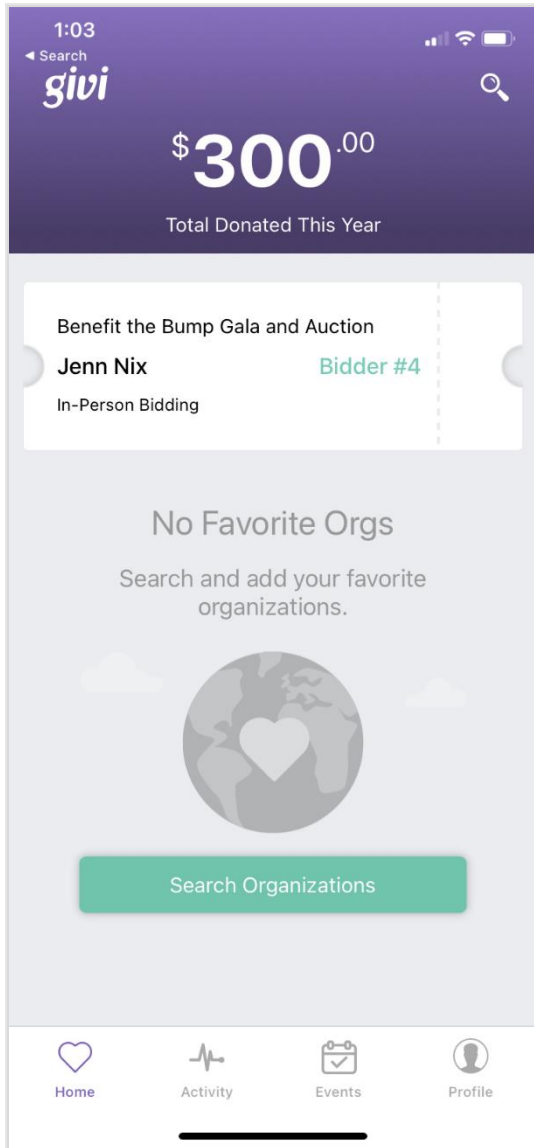 1:03
◀ Search
givi
$300.00
Total Donated This Year
Benefit the Bump Gala and Auction
Jenn Nix Bidder #4
In-Person Bidding
No Favorite Orgs
Search and add your favorite
organizations.
Search Organizations
Home Activity Events Profile